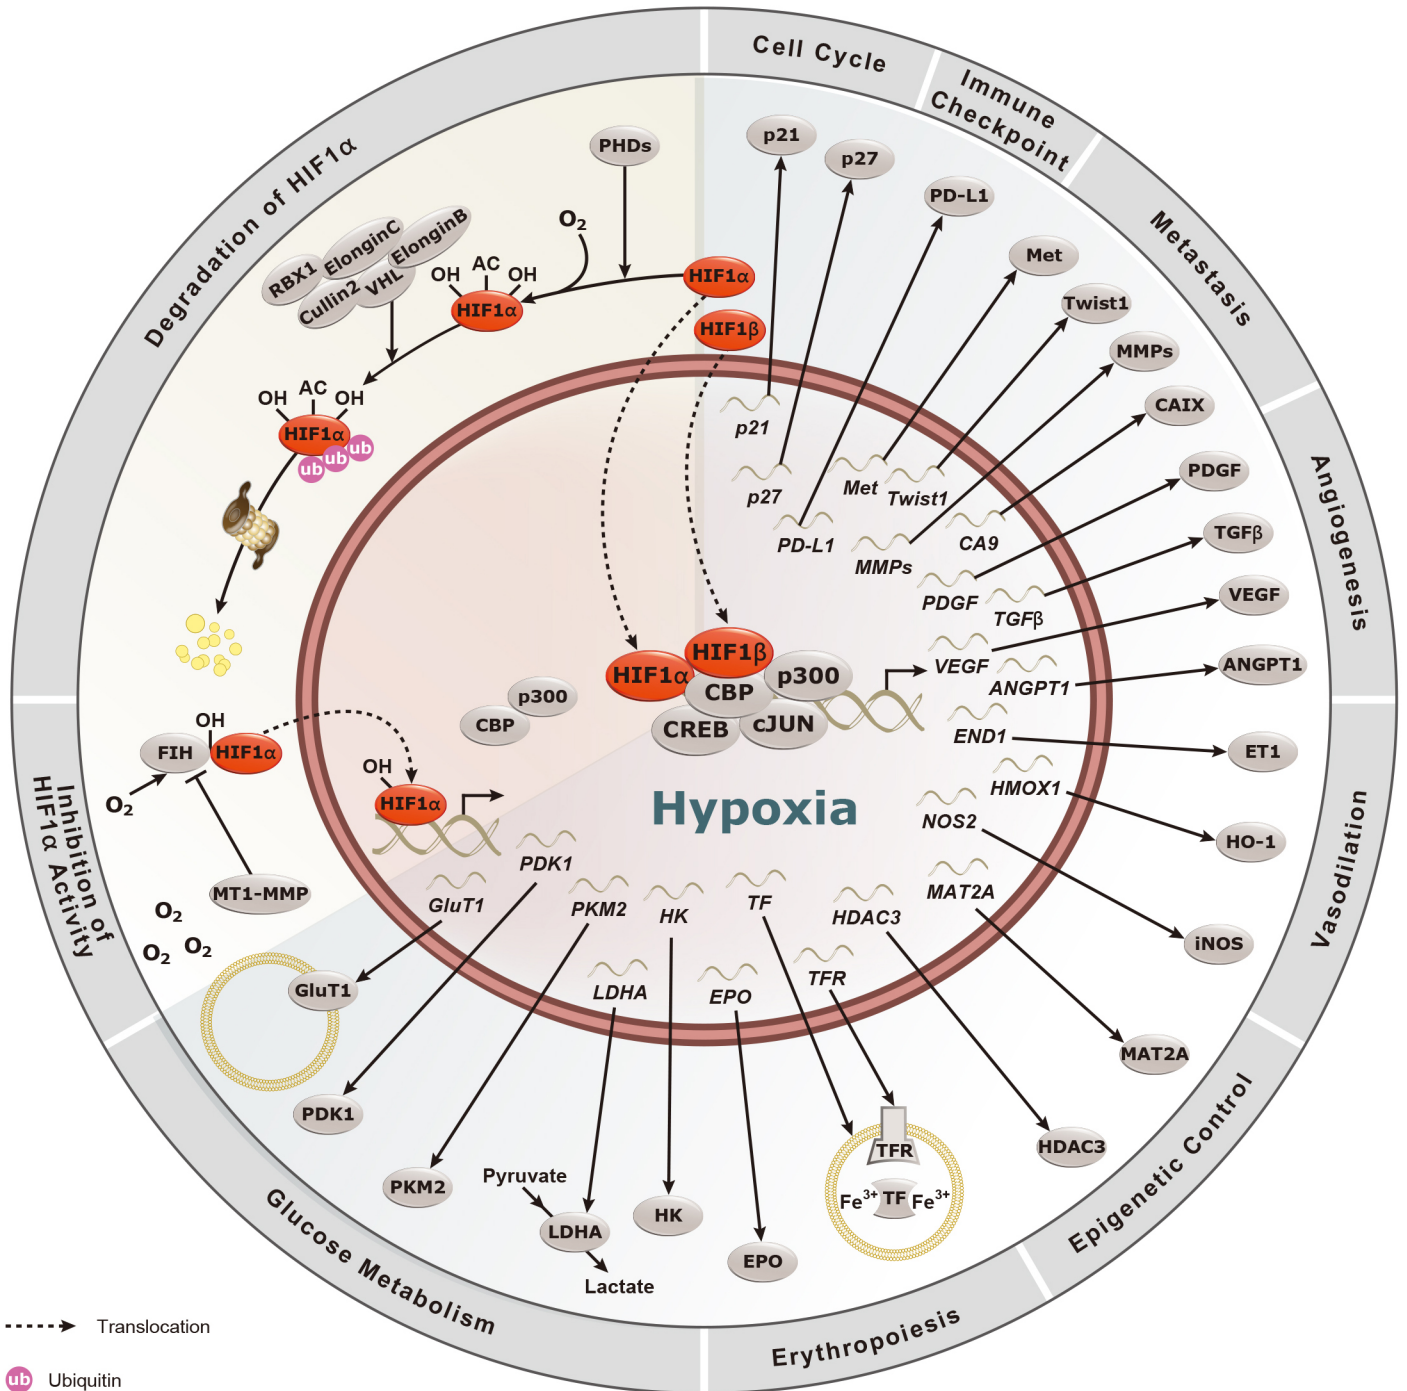 Cell Cycle
Immune
Checkpoint
Metastasis
Angiogenesis
Vasodilation
Epigenetic Control
Erythropoiesis
Glucose Metabolism
Inhibition of
HIF1α Activity
Degradation of HIF1α
PHDs
O2
HIF1α
HIF1β
OH
AC
OH
HIF1α
RBX1
ElonginC
ElonginB
Cullin2
VHL
OH
AC
OH
HIF1α
ub
ub
ub
p21
p27
PD-L1
Met
Twist1
MMPs
CAIX
PDGF
TGFβ
VEGF
ANGPT1
ET1
HO-1
iNOS
MAT2A
HDAC3
p21
p27
PD-L1
Met
Twist1
MMPs
CA9
PDGF
TGFβ
VEGF
ANGPT1
END1
HMOX1
NOS2
MAT2A
HDAC3
TFR
TF
EPO
HK
LDHA
PKM2
PDK1
GluT1
HIF1α
HIF1β
CBP
p300
CREB
cJUN
p300
CBP
Hypoxia
OH
FIH
HIF1α
O2
OH
HIF1α
MT1-MMP
O2
O2
O2
GluT1
PDK1
PKM2
Pyruvate
LDHA
Lactate
HK
EPO
TFR
Fe3+
TF
Fe3+
Translocation
ub
Ubiquitin